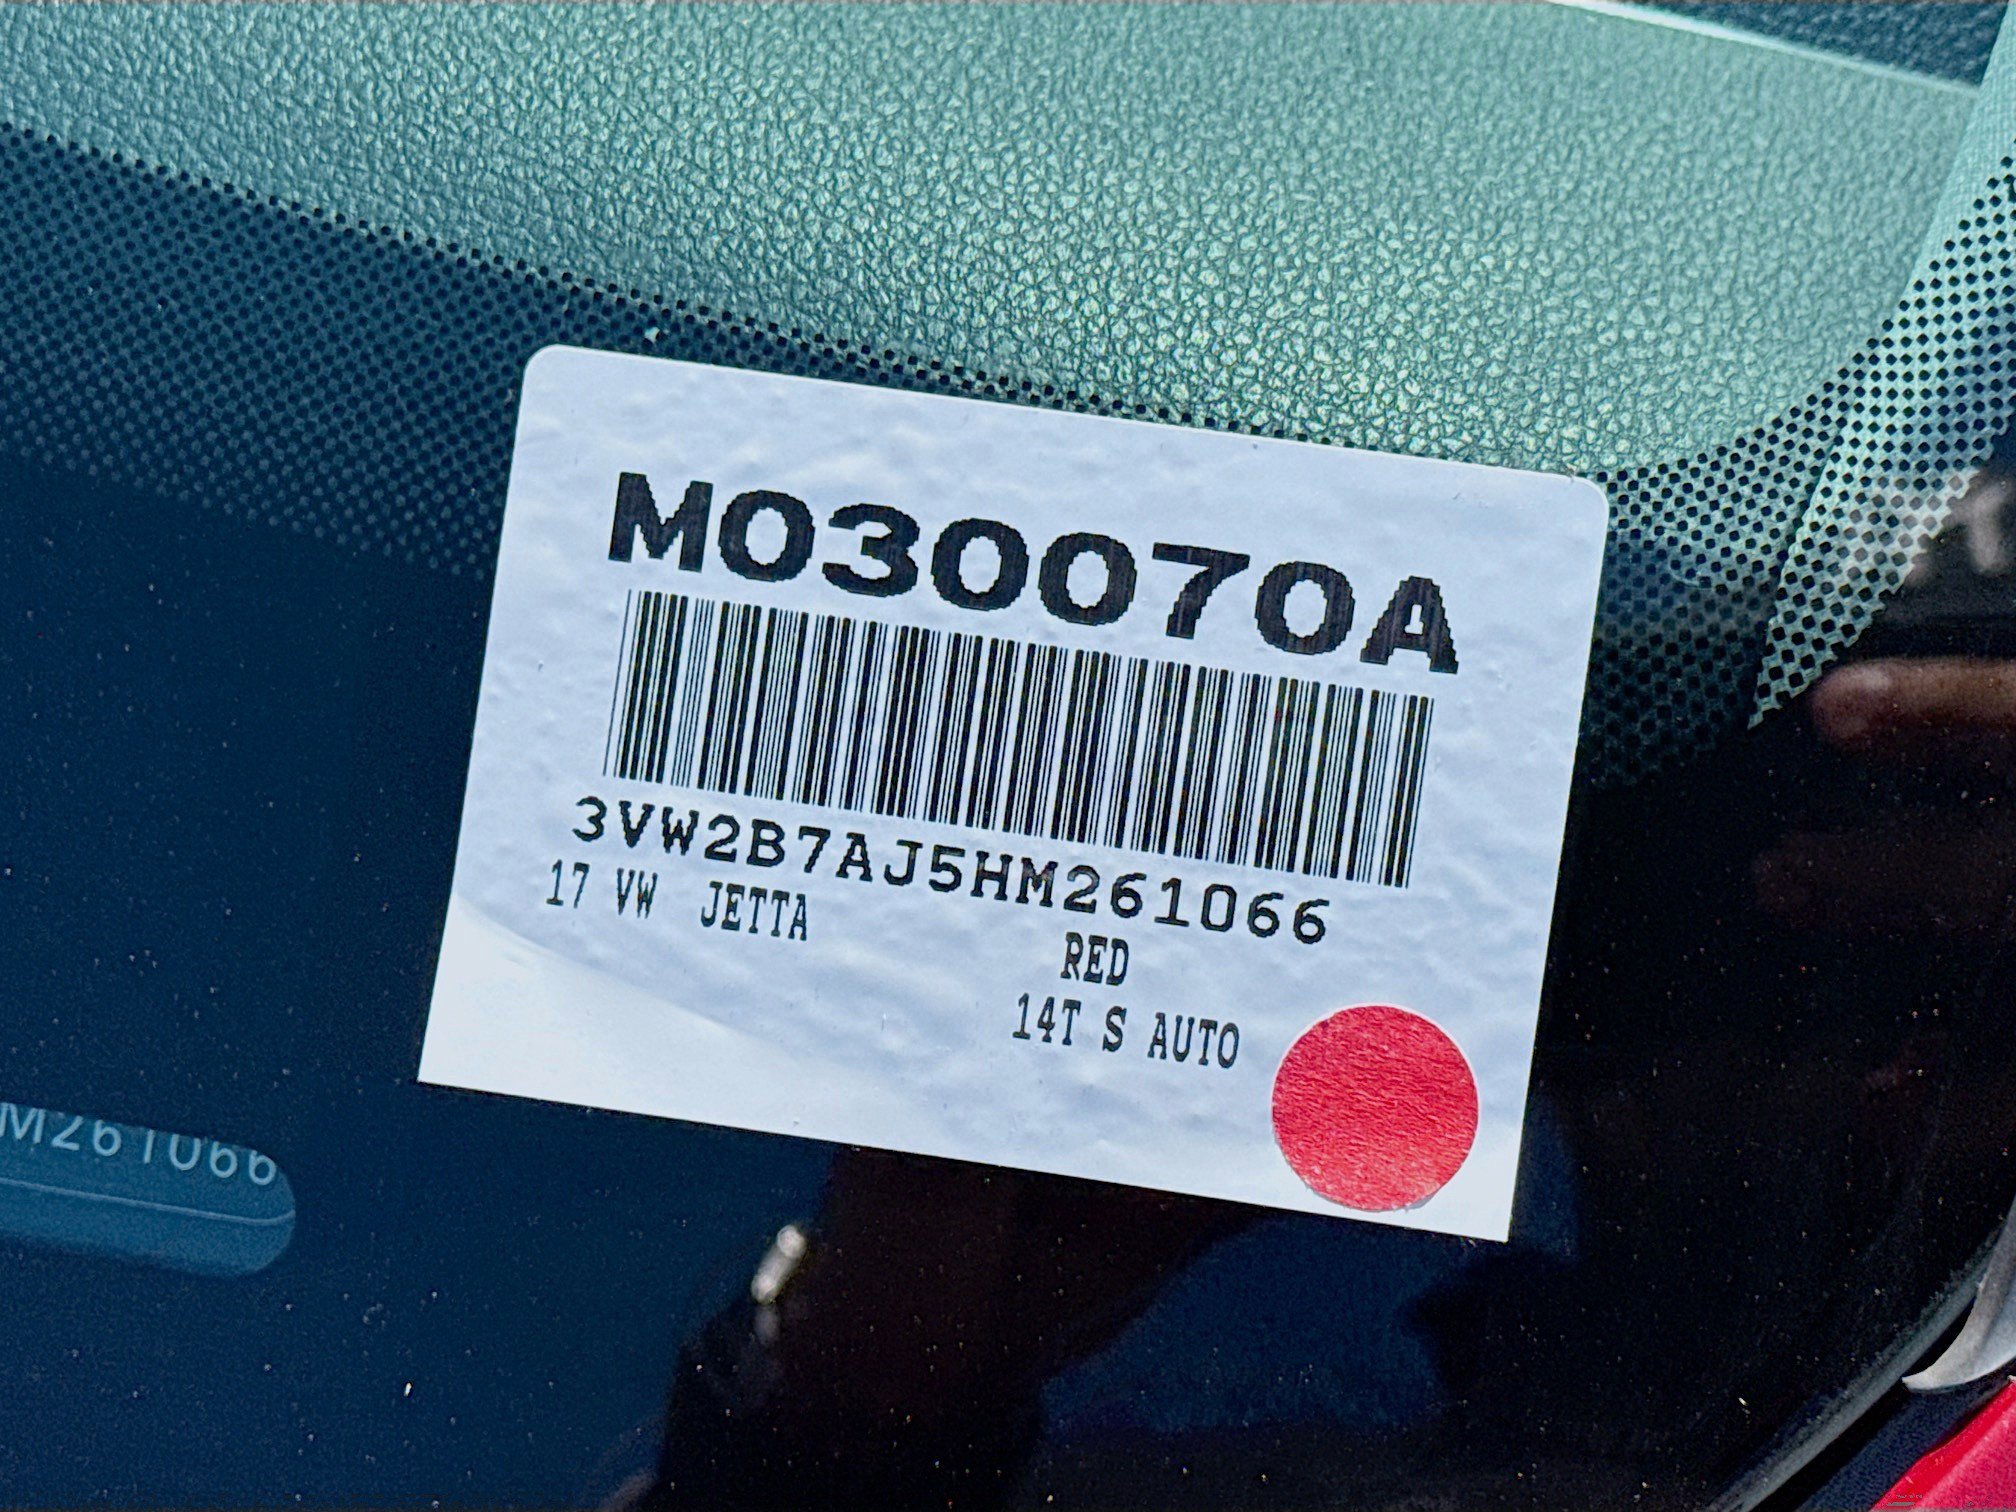 M030070A
3VW2B7AJ5HM261066
17 VW JETTA
RED
14T S AUTO
M261066